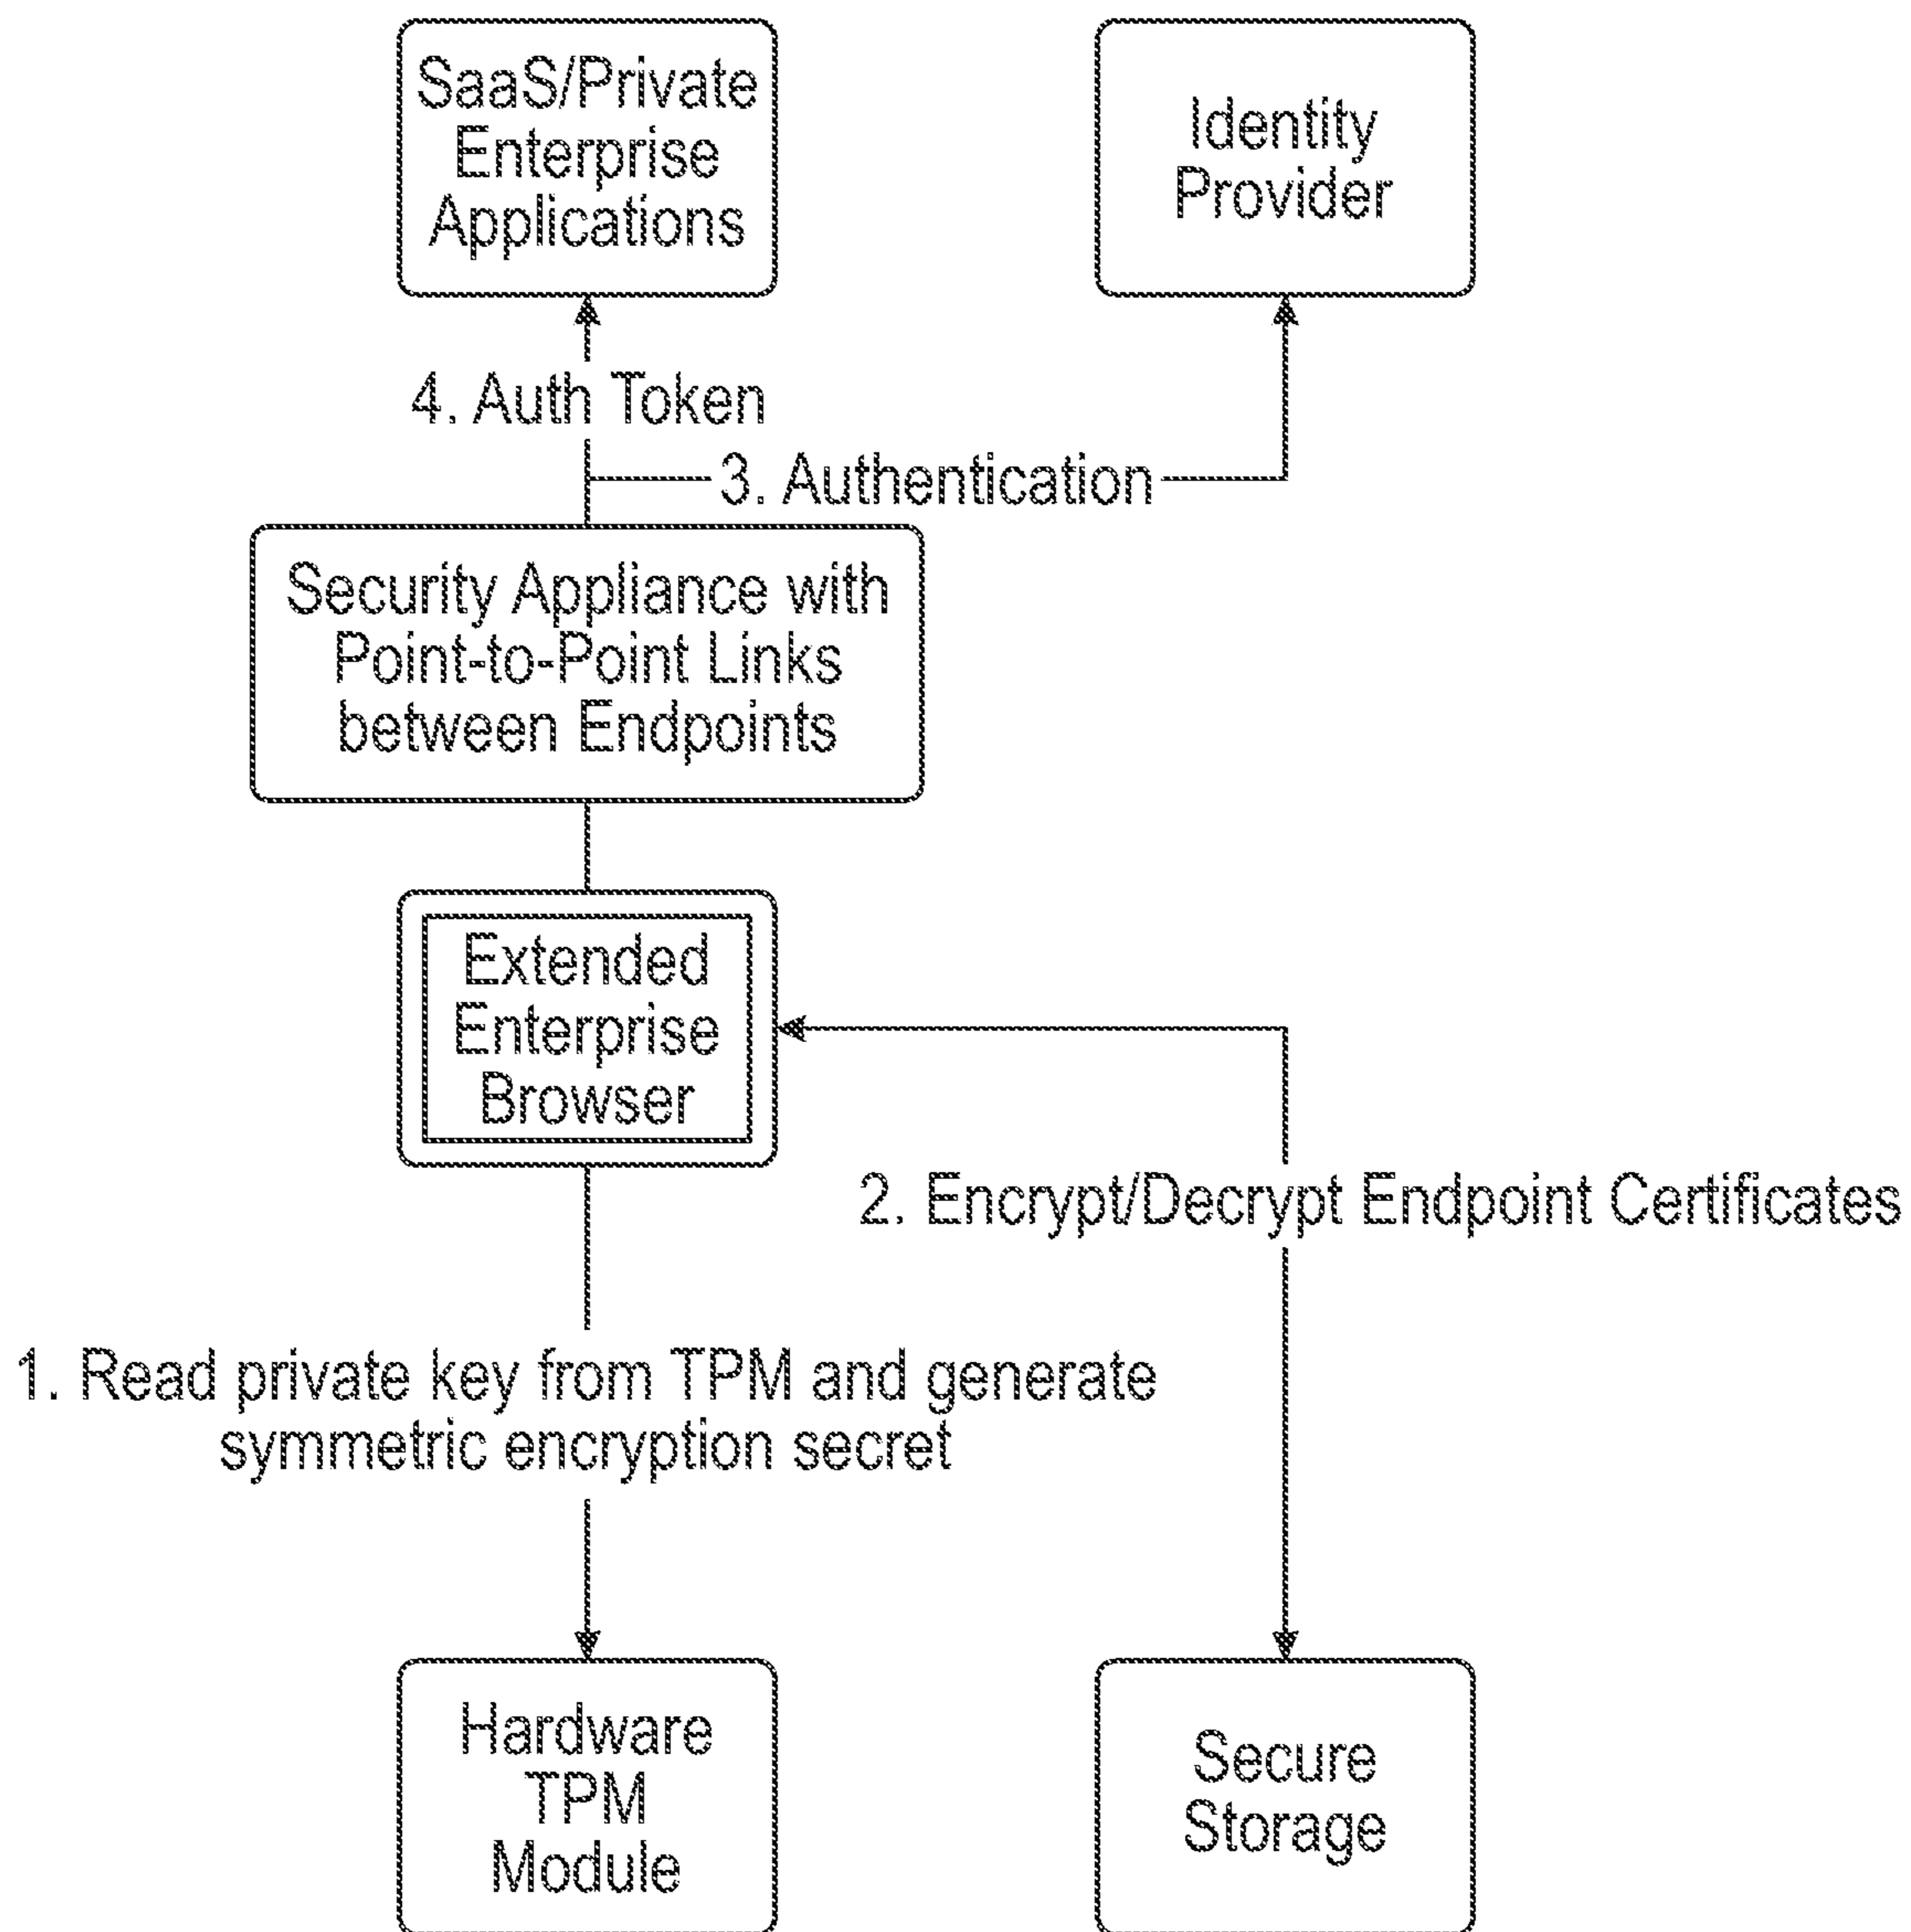 SaaS/Private
Enterprise
Applications
Identity
Provider
4. Auth Token
3. Authentication
Security Appliance with
Point-to-Point Links
between Endpoints
Extended
Enterprise
Browser
2. Encrypt/Decrypt Endpoint Certificates
1. Read private key from TPM and generate
symmetric encryption secret
Hardware
TPM
Module
Secure
Storage